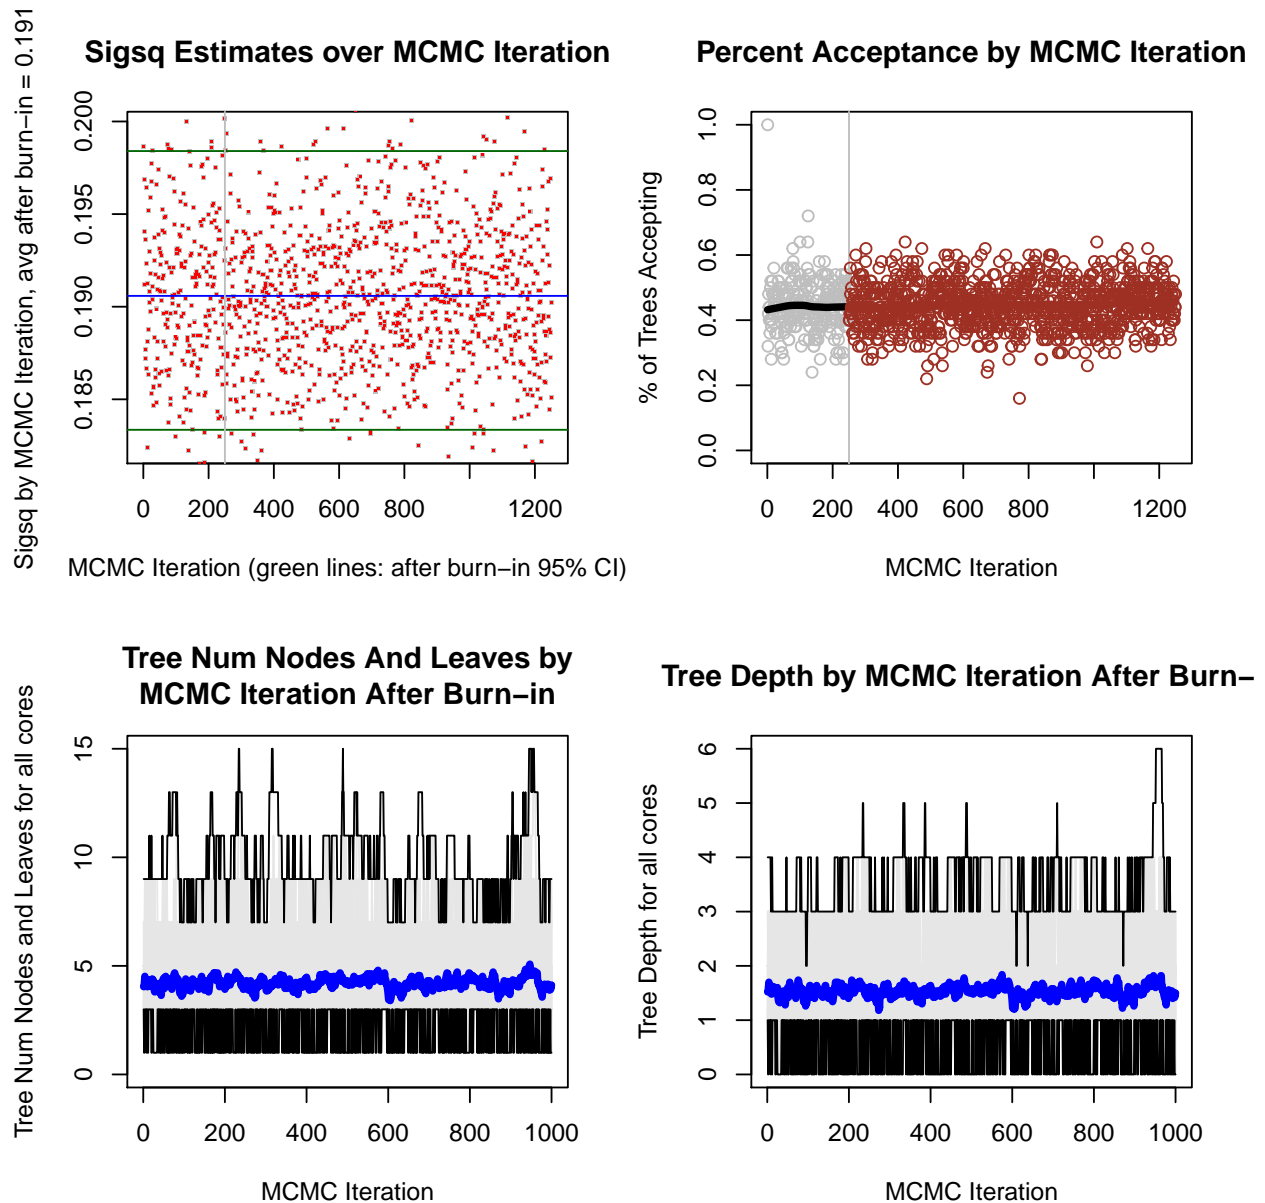 Sigsq Estimates over MCMC Iteration
Sigsq by MCMC Iteration, avg after burn−in = 0.191
0.200
0.195
0.190
0.185
0 200 400 600 800 1200
MCMC Iteration (green lines: after burn−in 95% CI)
Percent Acceptance by MCMC Iteration
% of Trees Accepting
1.0
0.8
0.6
0.4
0.2
0.0
0 200 400 600 800 1200
MCMC Iteration
Tree Num Nodes And Leaves by
MCMC Iteration After Burn−in
Tree Num Nodes and Leaves for all cores
15
10
5
0
0 200 400 600 800 1000
MCMC Iteration
Tree Depth by MCMC Iteration After Burn−
Tree Depth for all cores
6
5
4
3
2
1
0
0 200 400 600 800 1000
MCMC Iteration